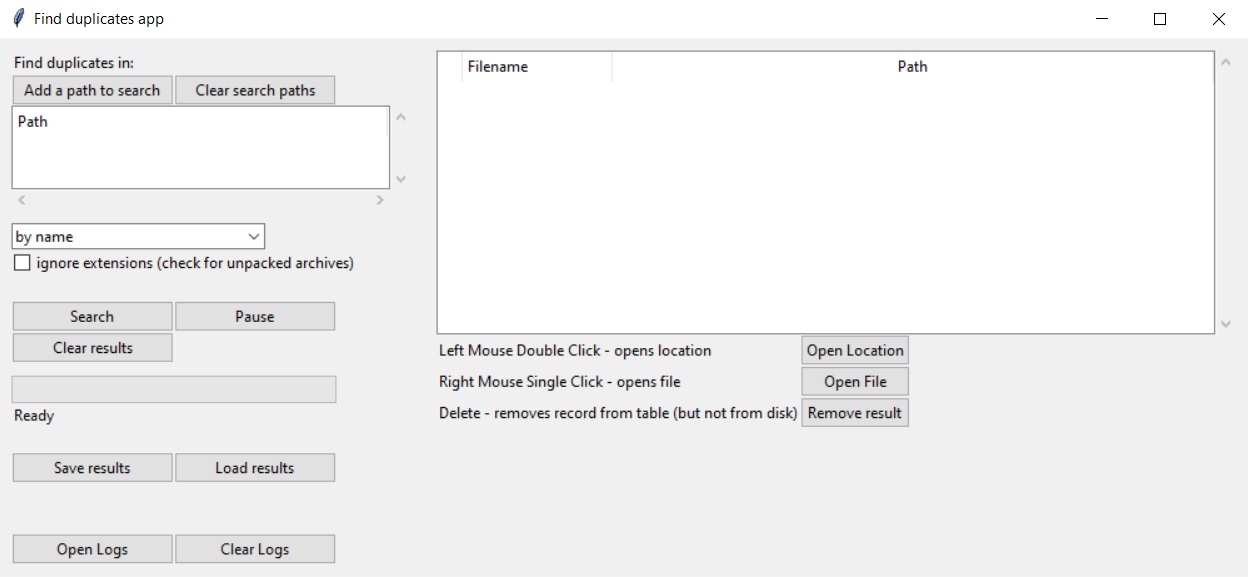 Find duplicates app
Find duplicates in:
Add a path to search
Clear search paths
Path
by name
ignore extensions (check for unpacked archives)
Search
Pause
Clear results
Ready
Save results
Load results
Open Logs
Clear Logs
Filename
Path
Left Mouse Double Click - opens location
Open Location
Right Mouse Single Click - opens file
Open File
Delete - removes record from table (but not from disk)
Remove result